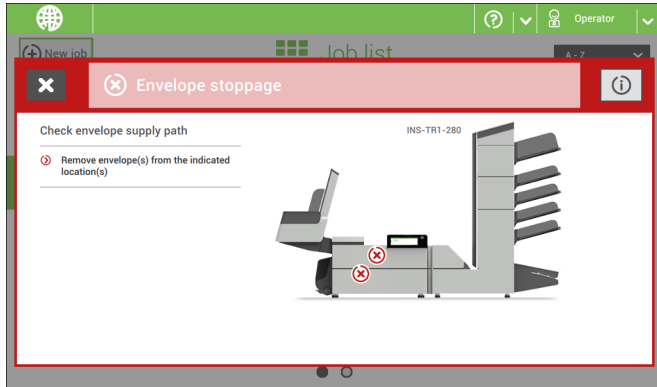 Operator
New job
Job list
A - Z
Envelope stoppage
Check envelope supply path
INS-TR1-280
Remove envelope(s) from the indicated
location(s)